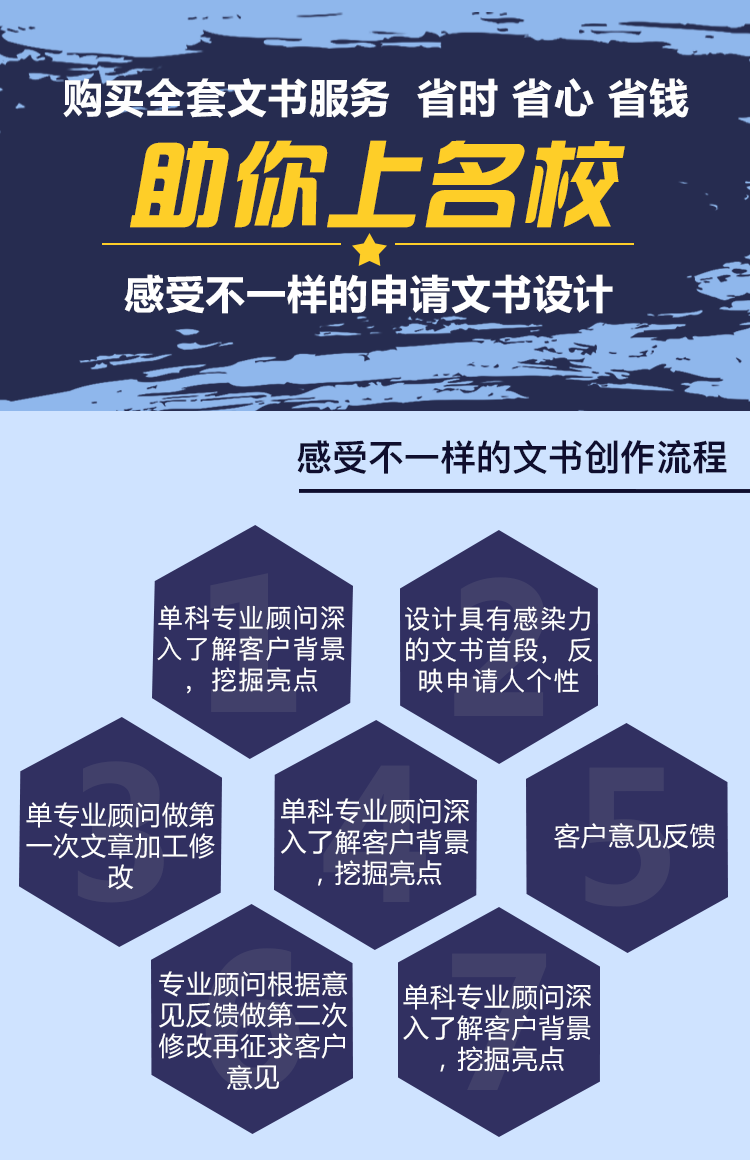 购买全套文书服务 省时 省心 省钱
助你上名校
感受不一样的申请文书设计
感受不一样的文书创作流程
1
单科专业顾问深
入了解客户背景
，挖掘亮点
2
设计具有感染力
的文书首段，反
映申请人个性
3
单专业顾问做第
一次文章加工修
改
4
单科专业顾问深
入了解客户背景
，挖掘亮点
5
客户意见反馈
6
专业顾问根据意
见反馈做第二次
修改再征求客户
意见
7
单科专业顾问深
入了解客户背景
，挖掘亮点